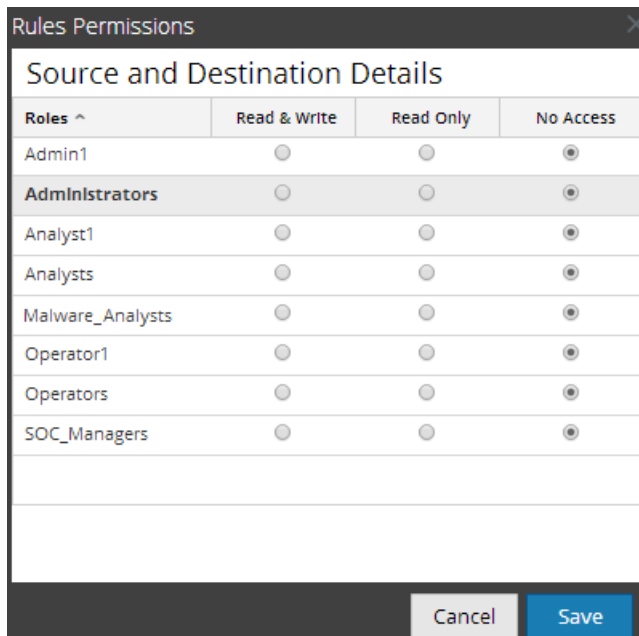 Rules Permissions
Source and Destination Details
Roles Read & Write Read Only No Access
Admin1
Administrators
Analyst1
Analysts
Malware_Analysts
Operator1
Operators
SOC_Managers
Cancel Save